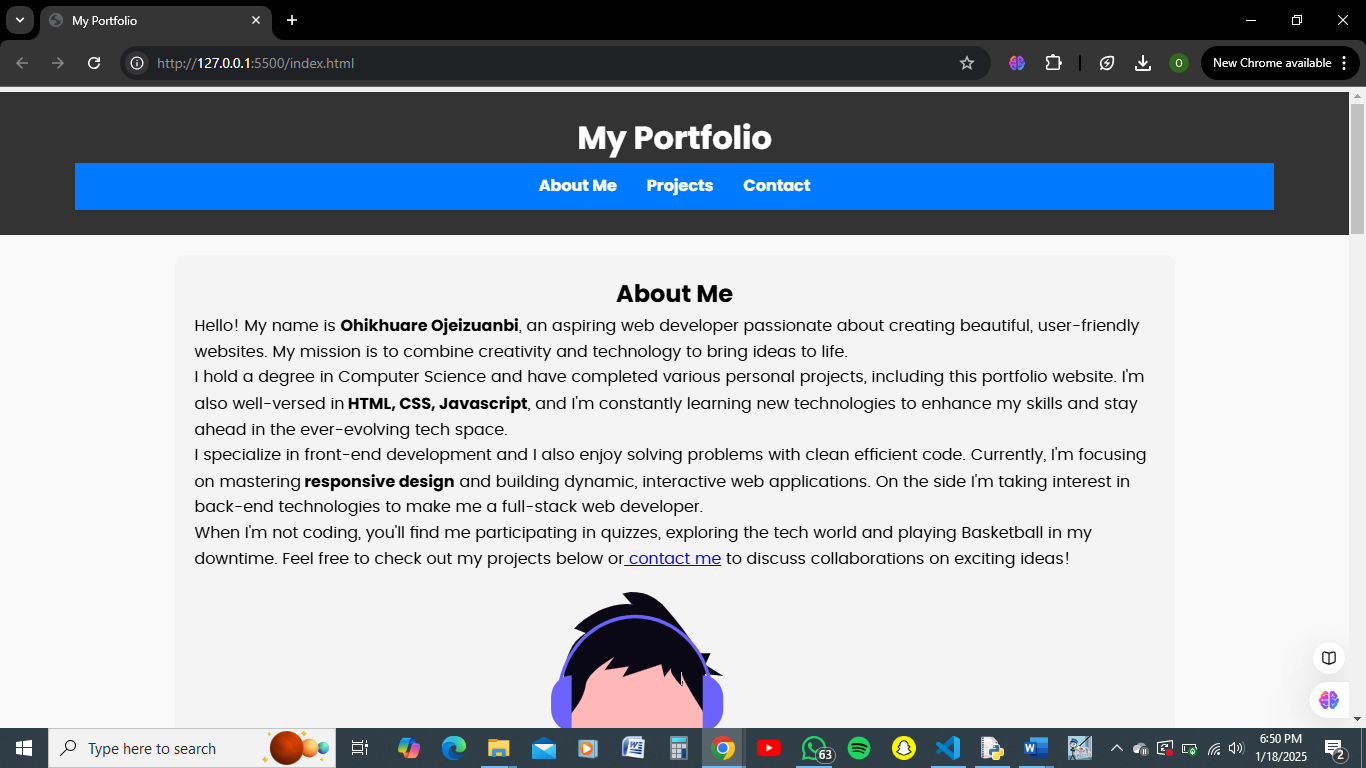 My Portfolio
http://127.0.0.1:5500/index.html
O
New Chrome available
My Portfolio
About Me Projects Contact
About Me
Hello! My name is Ohikhuare Ojeizuanbi, an aspiring web developer passionate about creating beautiful, user-friendly
websites. My mission is to combine creativity and technology to bring ideas to life.
I hold a degree in Computer Science and have completed various personal projects, including this portfolio website. I'm
also well-versed in HTML, CSS, Javascript, and I'm constantly learning new technologies to enhance my skills and stay
ahead in the ever-evolving tech space.
I specialize in front-end development and I also enjoy solving problems with clean efficient code. Currently, I'm focusing
on mastering responsive design and building dynamic, interactive web applications. On the side I'm taking interest in
back-end technologies to make me a full-stack web developer.
When I'm not coding, you'll find me participating in quizzes, exploring the tech world and playing Basketball in my
downtime. Feel free to check out my projects below or contact me to discuss collaborations on exciting ideas!
Type here to search
63
6:50 PM
1/18/2025
2